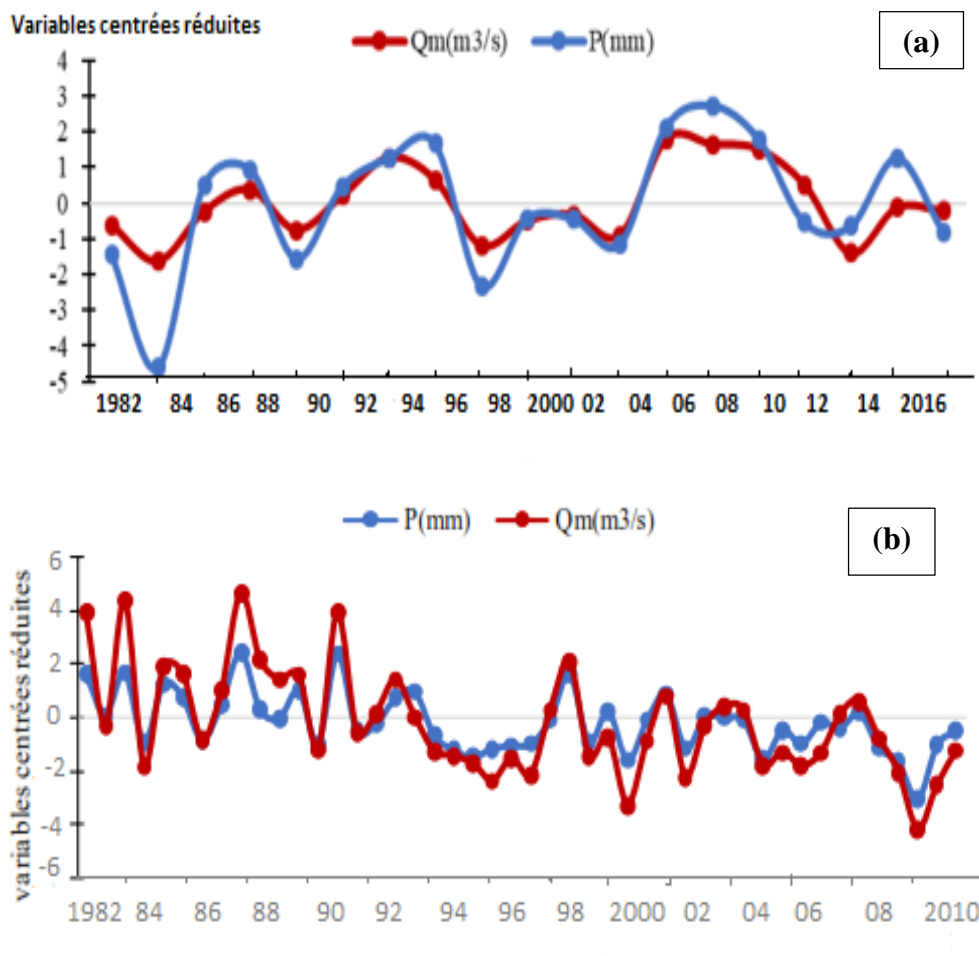 Variables centrées réduites
Qm(m3/s) P(mm)
(a)
4
3
2
1
0
-1
-2
-3
-4
-5
1982 84 86 88 90 92 94 96 98 2000 02 04 06 08 10 12 14 2016
P(mm) Qm(m3/s)
(b)
variables centrées réduites
6
4
2
0
-2
-4
-6
1982 84 86 88 90 92 94 96 98 2000 02 04 06 08 2010